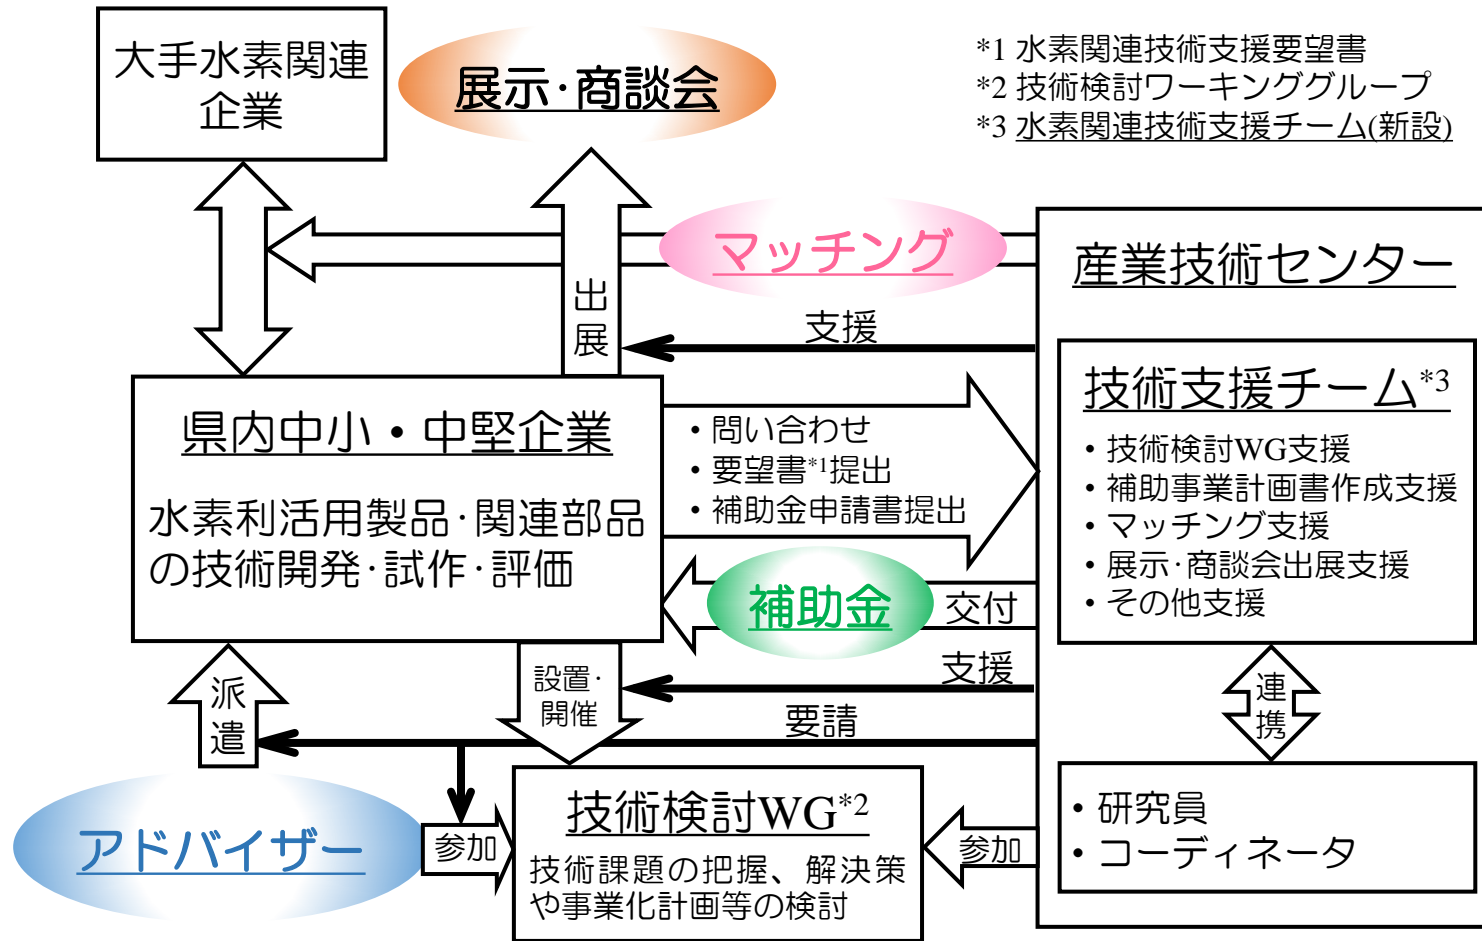 大手水素関連
企業
展示･商談会
*1 水素関連技術支援要望書
*2 技術検討ワーキンググループ
*3 水素関連技術支援チーム(新設)
マッチング
産業技術センター
出
展
支援
技術支援チーム*3
・技術検討WG支援
・補助事業計画書作成支援
・マッチング支援
・展示･商談会出展支援
・その他支援
県内中小・中堅企業
水素利活用製品･関連部品
の技術開発･試作･評価
・問い合わせ
・要望書*1提出
・補助金申請書提出
補助金
交付
支援
設置･
開催
派
遣
要請
連
携
技術検討WG*2
技術課題の把握、解決策
や事業化計画等の検討
アドバイザー
参加
参加
・研究員
・コーディネータ